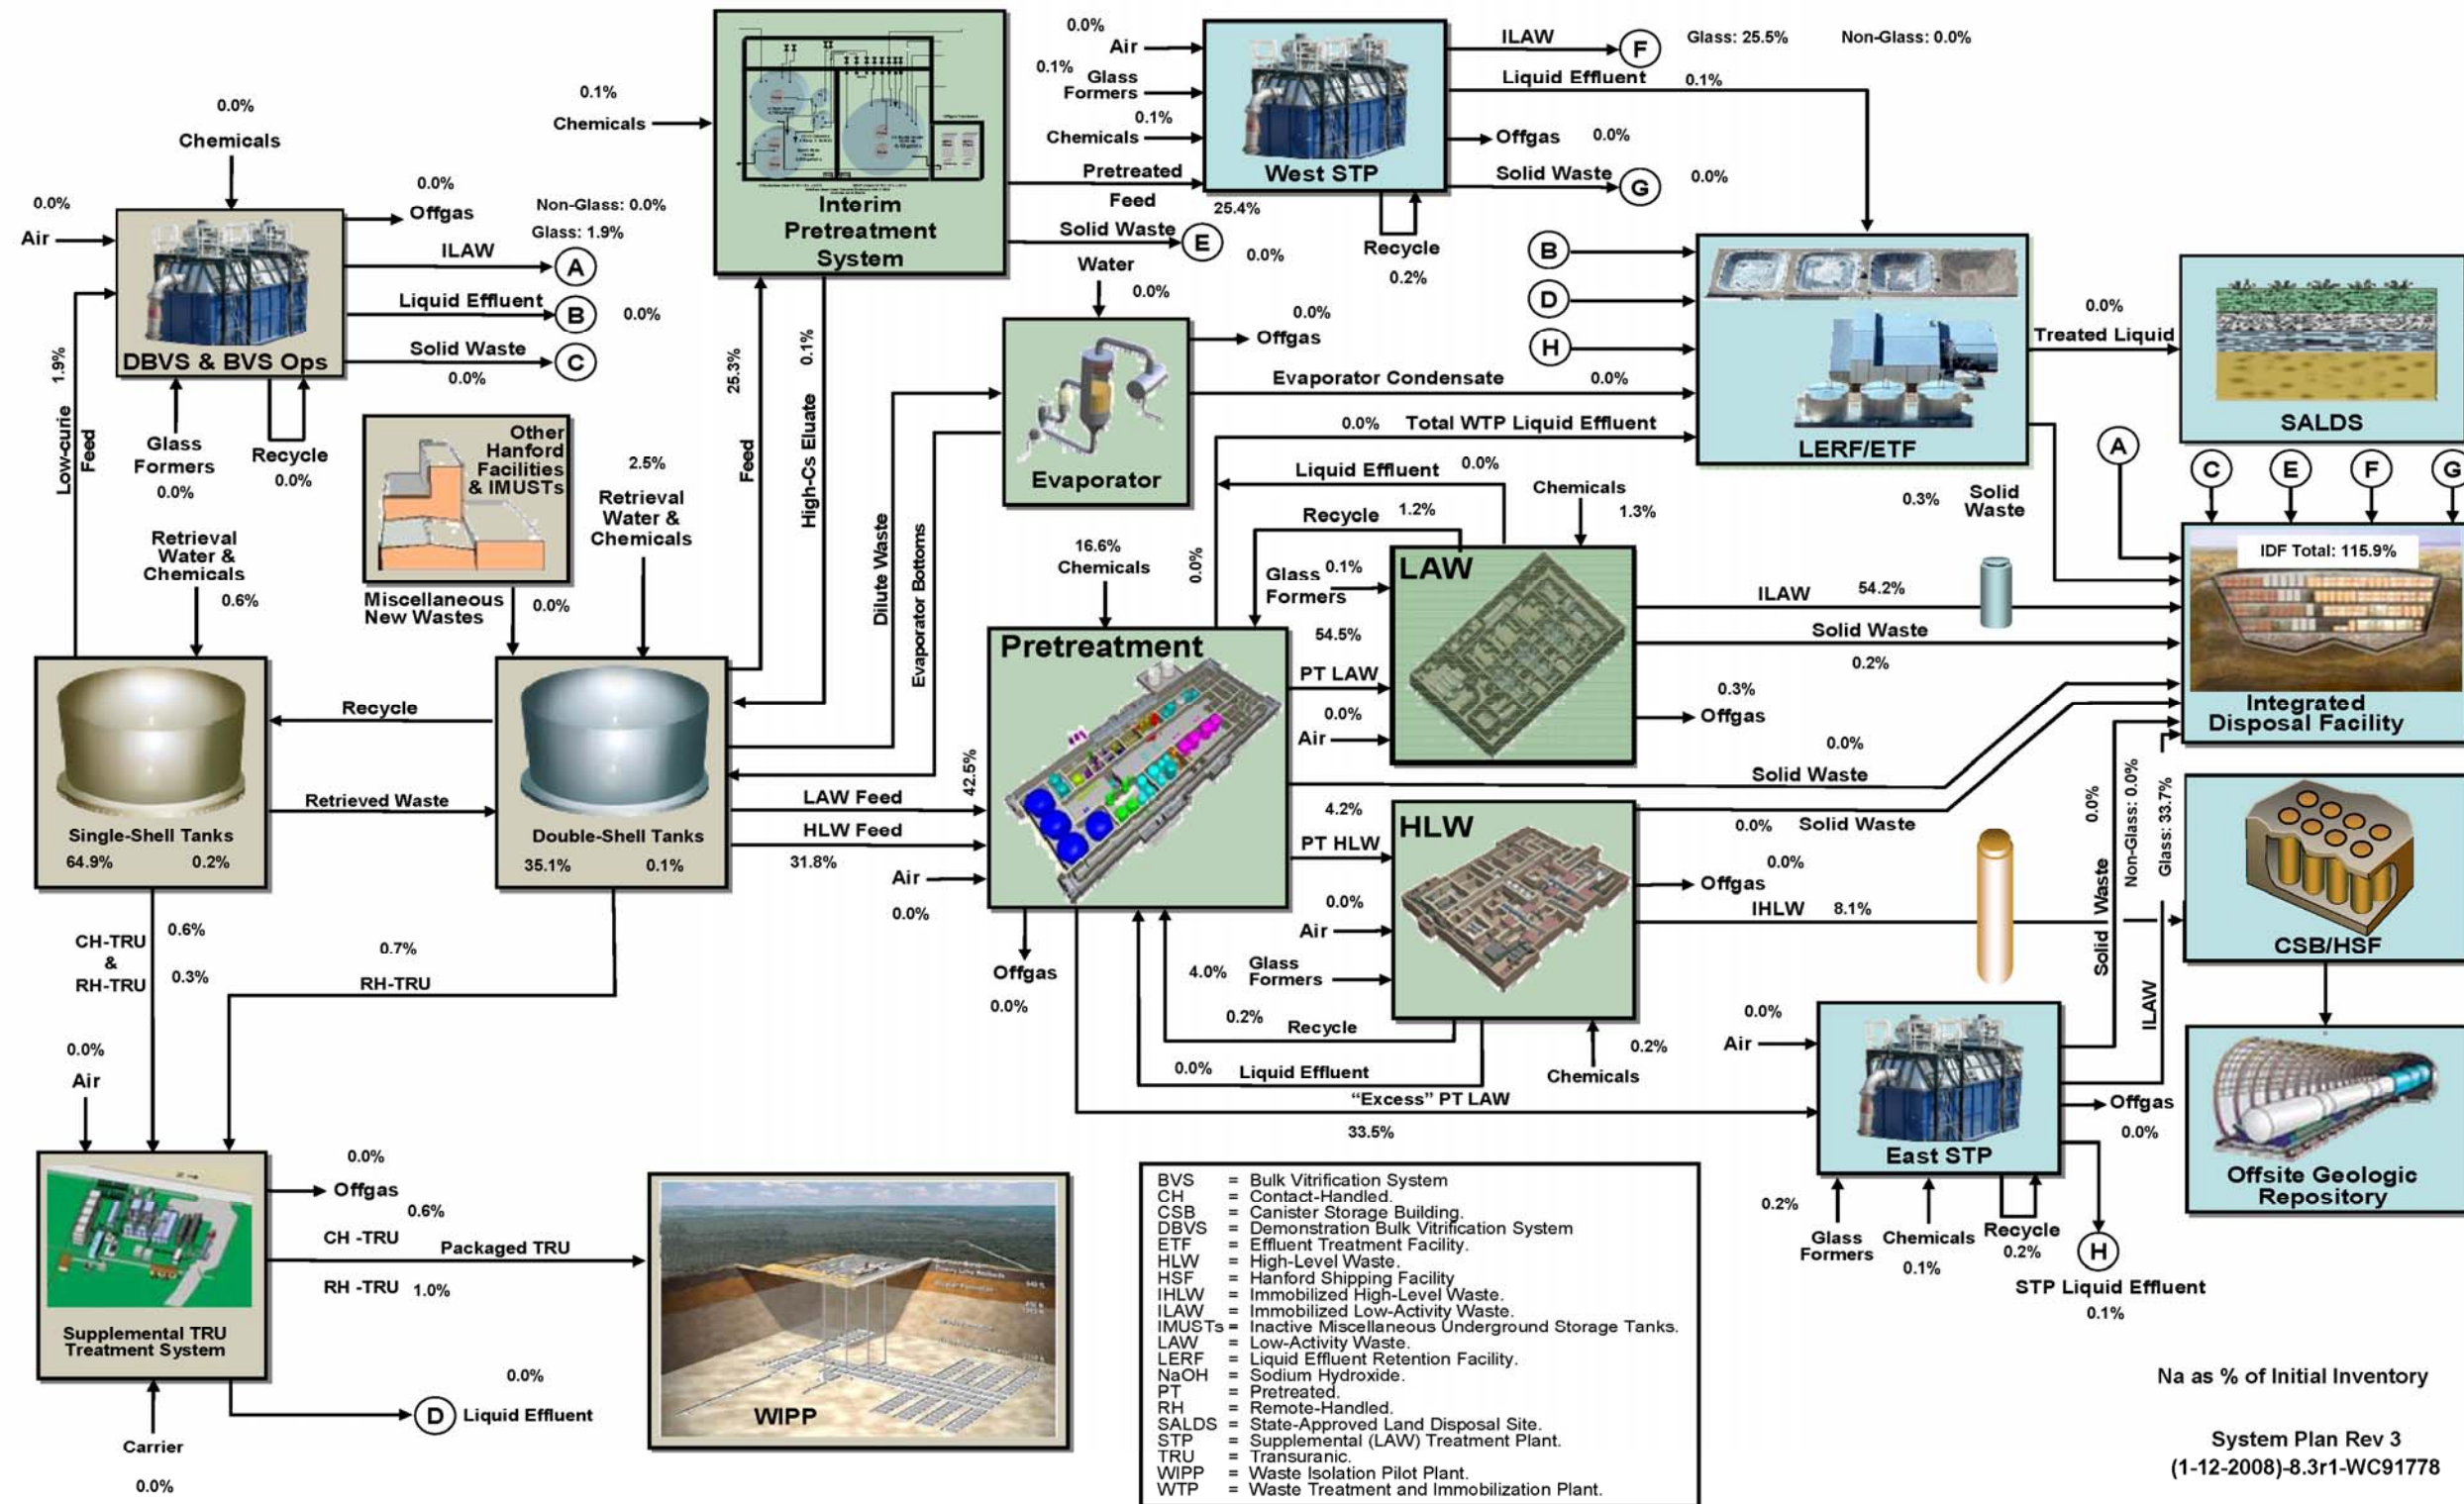 0.0%
Chemicals
0.0%
Air
0.0%
Offgas
Non-Glass: 0.0%
Glass: 1.9%
ILAW
A
Liquid Effluent
B
0.0%
Solid Waste
C
0.0%
DBVS & BVS Ops
1.9%
Low-curie
Feed
Glass
Formers
0.0%
Recycle
0.0%
0.1%
Chemicals
Interim
Pretreatment
System
0.0%
Air
0.1%
Glass
Formers
0.1%
Chemicals
Pretreated
Feed
25.4%
Solid Waste
E
0.0%
West STP
ILAW
F
Glass: 25.5%
Non-Glass: 0.0%
Liquid Effluent
0.1%
Offgas
0.0%
Solid Waste
G
0.0%
Recycle
0.2%
Water
0.0%
0.0%
Offgas
Evaporator
Evaporator Condensate
0.0%
0.0%
Total WTP Liquid Effluent
B
D
H
LERF/ETF
0.0%
Treated Liquid
SALDS
0.3%
Solid
Waste
A
C
E
F
G
IDF Total: 115.9%
Integrated
Disposal Facility
Retrieval
Water &
Chemicals
0.6%
Other
Hanford
Facilities
& IMUSTs
Miscellaneous
New Wastes
0.0%
2.5%
Retrieval
Water &
Chemicals
25.3%
Feed
0.1%
High-Cs Eluate
Dilute Waste
Evaporator Bottoms
Single-Shell Tanks
64.9%
0.2%
Recycle
Retrieved Waste
Double-Shell Tanks
35.1%
0.1%
LAW Feed
42.5%
HLW Feed
31.8%
Air
0.0%
16.6%
Chemicals
0.0%
Pretreatment
Offgas
0.0%
Liquid Effluent
0.0%
Recycle
1.2%
Chemicals
1.3%
Glass
Formers
0.1%
54.5%
PT LAW
0.0%
Air
LAW
ILAW
54.2%
Solid Waste
0.2%
0.3%
Offgas
0.0%
Solid Waste
4.2%
PT HLW
0.0%
Air
4.0%
Glass
Formers
HLW
0.0%
Solid Waste
0.0%
Offgas
IHLW
8.1%
0.2%
Recycle
0.0%
Liquid Effluent
0.2%
Chemicals
“Excess” PT LAW
33.5%
0.0%
Solid Waste
Non-Glass: 0.0%
Glass: 33.7%
ILAW
CSB/HSF
Offsite Geologic
Repository
0.0%
Air
East STP
Offgas
0.0%
0.2%
Glass
Formers
Chemicals
0.1%
Recycle
0.2%
H
STP Liquid Effluent
0.1%
CH-TRU
&
RH-TRU
0.6%
0.3%
0.7%
RH-TRU
0.0%
Air
Supplemental TRU
Treatment System
0.0%
Offgas
0.6%
CH -TRU
Packaged TRU
RH -TRU
1.0%
WIPP
0.0%
D
Liquid Effluent
Carrier
0.0%
BVS = Bulk Vitrification System
CH = Contact-Handled.
CSB = Canister Storage Building.
DBVS = Demonstration Bulk Vitrification System
ETF = Effluent Treatment Facility.
HLW = High-Level Waste.
HSF = Hanford Shipping Facility
IHLW = Immobilized High-Level Waste.
ILAW = Immobilized Low-Activity Waste.
IMUSTs = Inactive Miscellaneous Underground Storage Tanks.
LAW = Low-Activity Waste.
LERF = Liquid Effluent Retention Facility.
NaOH = Sodium Hydroxide.
PT = Pretreated.
RH = Remote-Handled.
SALDS = State-Approved Land Disposal Site.
STP = Supplemental (LAW) Treatment Plant.
TRU = Transuranic.
WIPP = Waste Isolation Pilot Plant.
WTP = Waste Treatment and Immobilization Plant.
Na as % of Initial Inventory
System Plan Rev 3
(1-12-2008)-8.3r1-WC91778